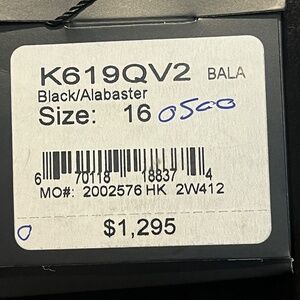 K619QV2 BALA
Black/Alabaster
Size: 16 0500
6 70118 18837 4
MO#: 2002576 HK 2W412
$1,295
0